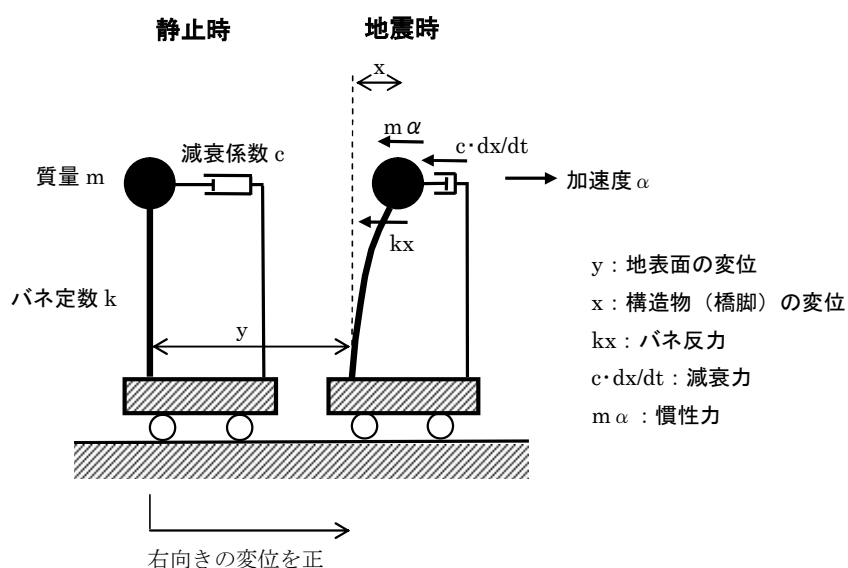 静止時
地震時
x
mα
c･dx/dt
減衰係数 c
質量 m
加速度 α
kx
バネ定数 k
y
y：地表面の変位
x：構造物（橋脚）の変位
kx：バネ反力
c･dx/dt：減衰力
mα：慣性力
右向きの変位を正